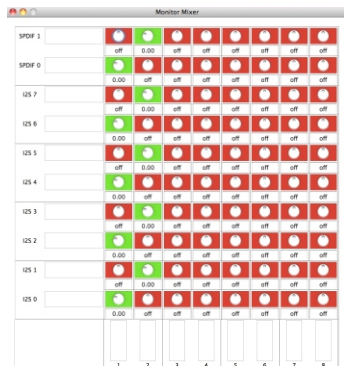 Monitor Mixer
SPDIF 1
off 0.00 off off off off off off
SPDIF 0
0.00 off off off off off off off
I2S 7
off 0.00 off off off off off off
I2S 6
0.00 off off off off off off off
I2S 5
off 0.00 off off off off off off
I2S 4
0.00 off off off off off off off
I2S 3
off 0.00 off off off off off off
I2S 2
0.00 off off off off off off off
I2S 1
off 0.00 off off off off off off
I2S 0
0.00 off off off off off off off
1 2 3 4 5 6 7 8